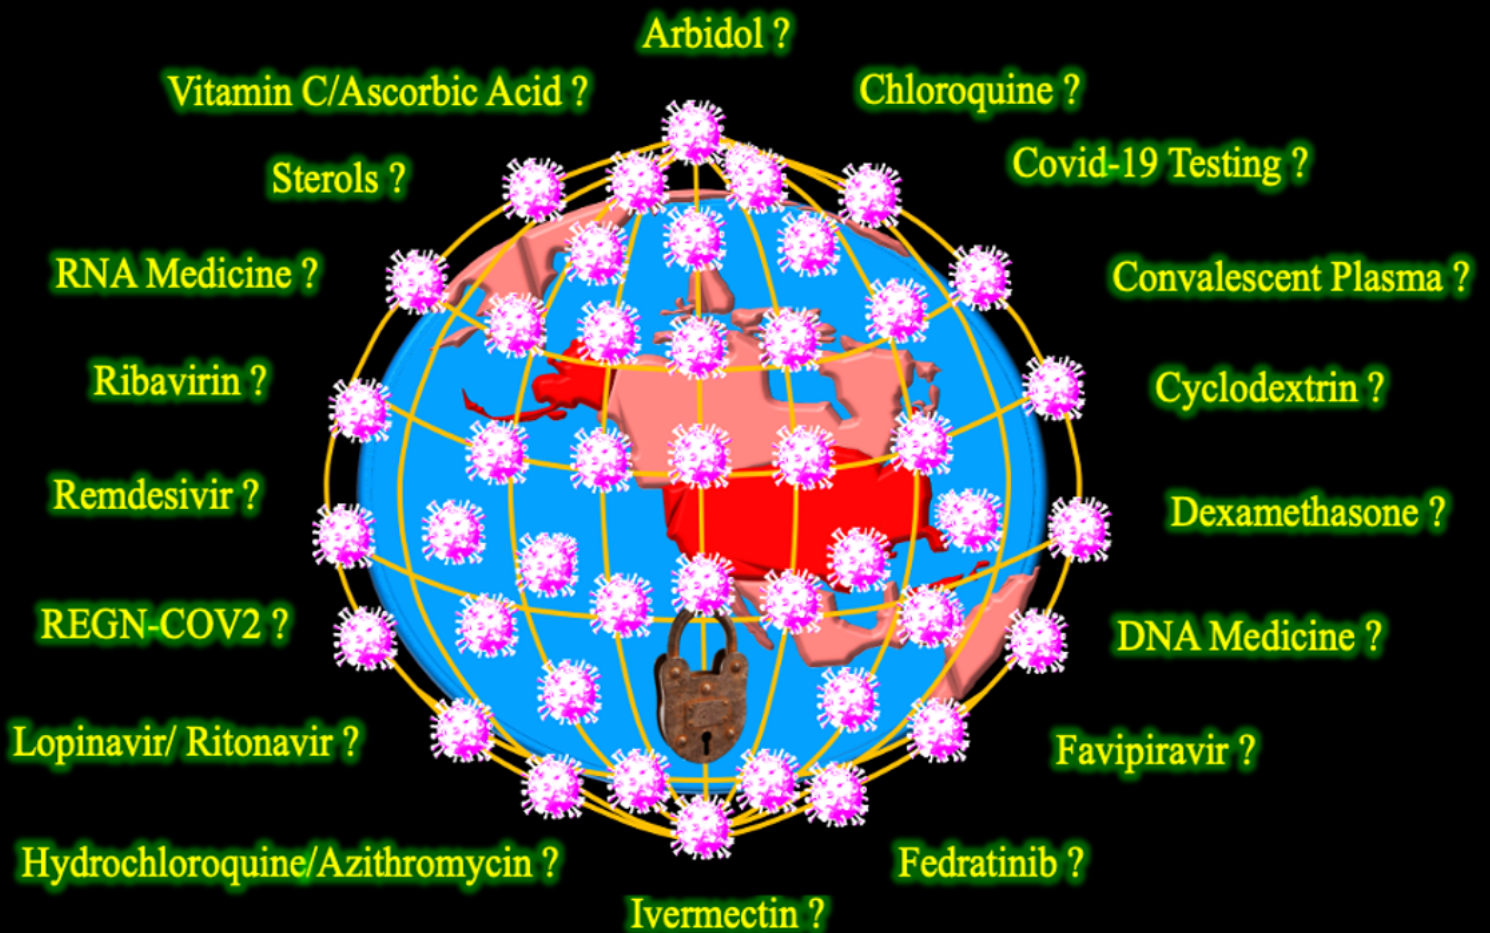 Arbidol ?
Vitamin C/Ascorbic Acid ?
Chloroquine ?
Sterols ?
Covid-19 Testing ?
RNA Medicine ?
Convalescent Plasma ?
Ribavirin ?
Cyclodextrin ?
Remdesivir ?
Dexamethasone ?
REGN-COV2 ?
DNA Medicine ?
Lopinavir/ Ritonavir ?
Favipiravir ?
Hydrochloroquine/Azithromycin ?
Fedratinib ?
Ivermectin ?